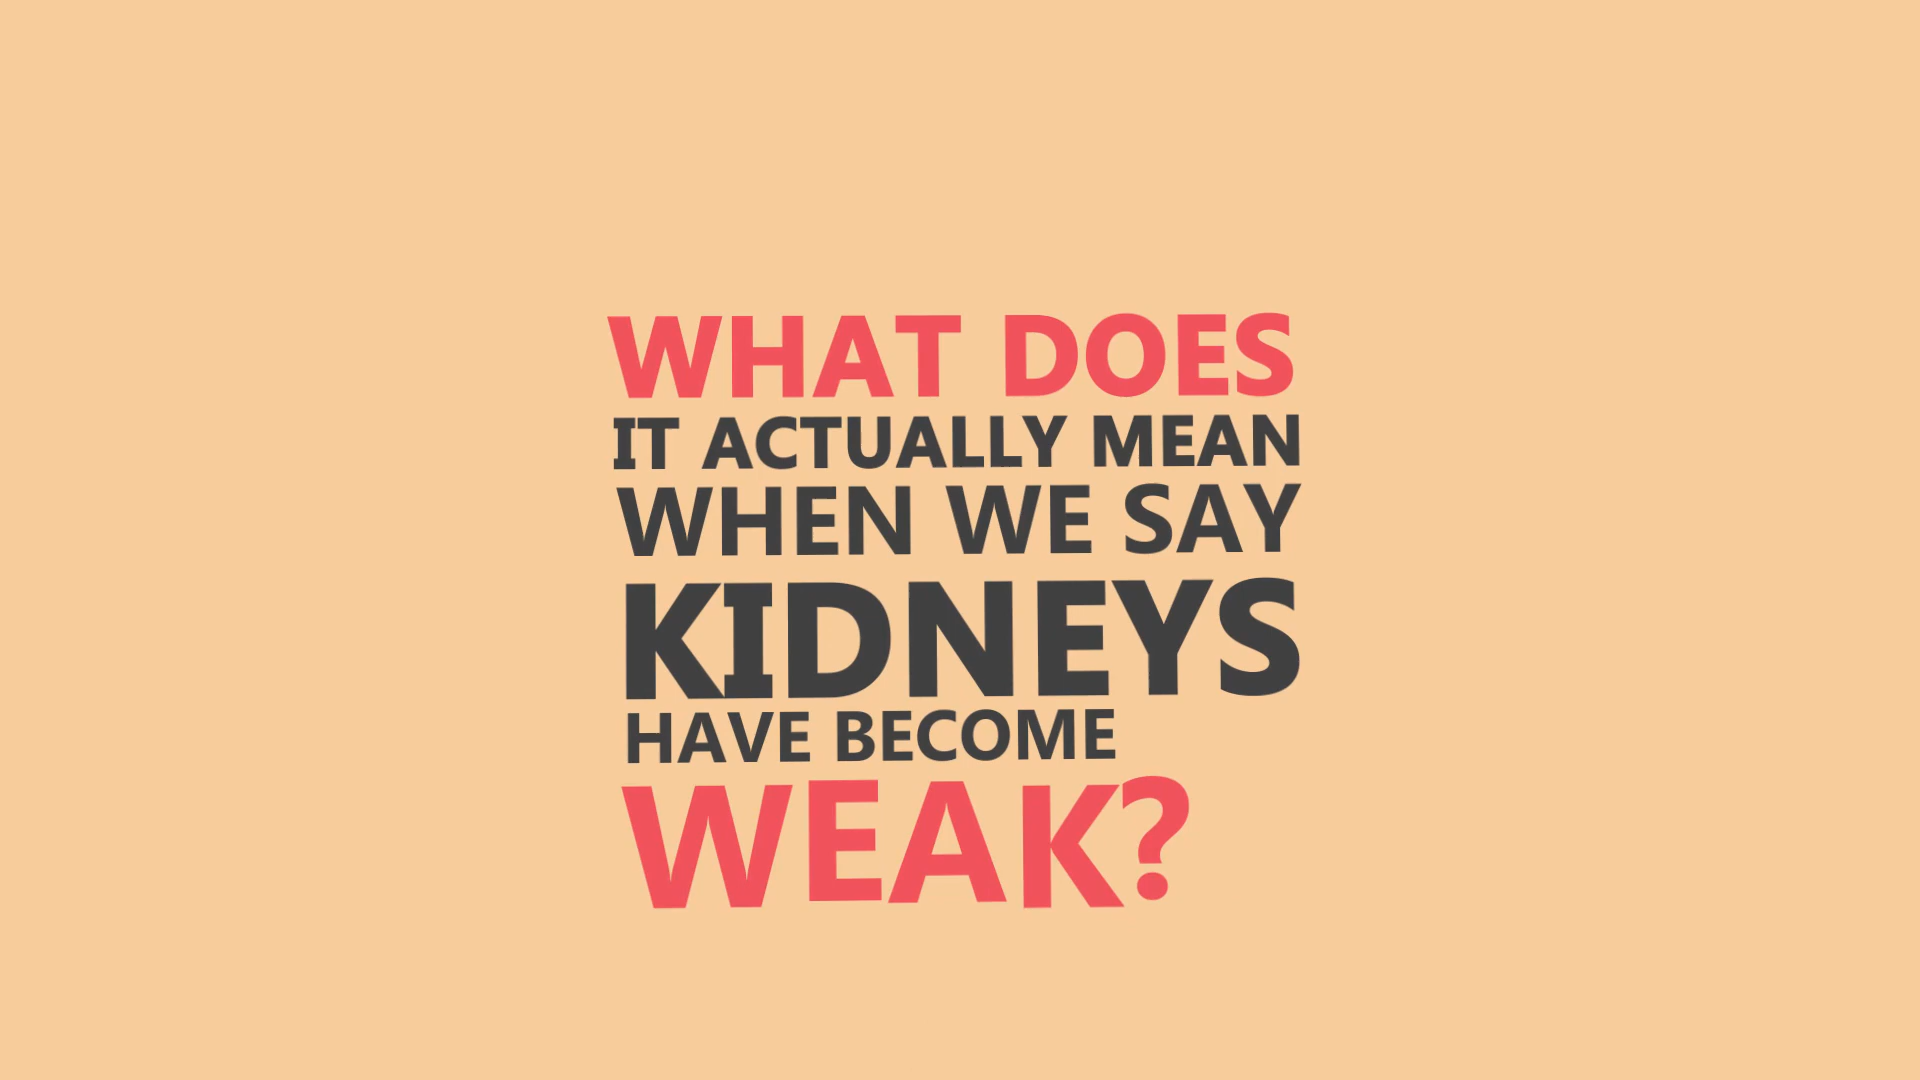 WHAT DOES
IT ACTUALLY MEAN
WHEN WE SAY
KIDNEYS
HAVE BECOME
WEAK?